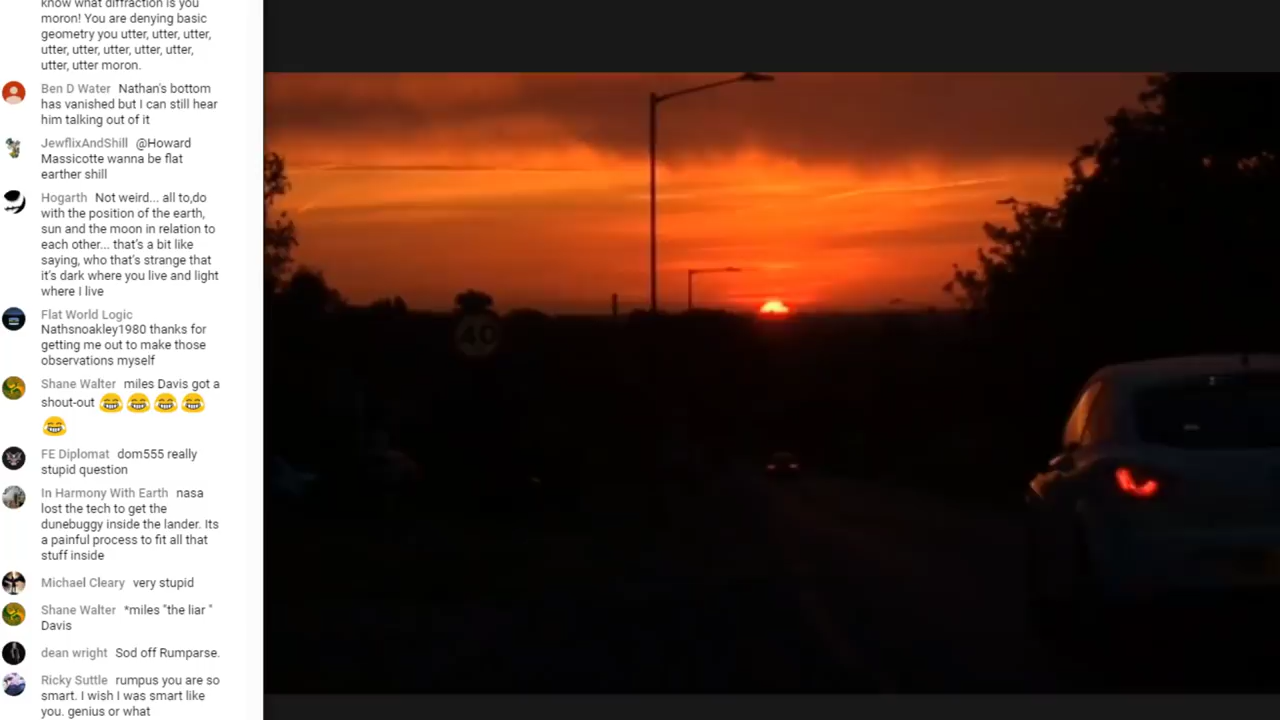 know what diffraction is you
moron! You are denying basic
geometry you utter, utter, utter,
utter, utter, utter, utter, utter,
utter, utter moron.
Ben D Water Nathan's bottom
has vanished but I can still hear
him talking out of it
JewflixAndShill @Howard
Massicotte wanna be flat
earther shill
Hogarth Not weird... all to,do
with the position of the earth,
sun and the moon in relation to
each other... that's a bit like
saying, who that's strange that
it's dark where you live and light
where I live
Flat World Logic
Nathsnoakley1980 thanks for
getting me out to make those
observations myself
Shane Walter miles Davis got a
shout-out 😂😂😂😂
😂
FE Diplomat dom555 really
stupid question
In Harmony With Earth nasa
lost the tech to get the
dunebuggy inside the lander. Its
a painful process to fit all that
stuff inside
Michael Cleary very stupid
Shane Walter *miles "the liar "
Davis
dean wright Sod off Rumparse.
Ricky Suttle rumpus you are so
smart. I wish I was smart like
you. genius or what
40